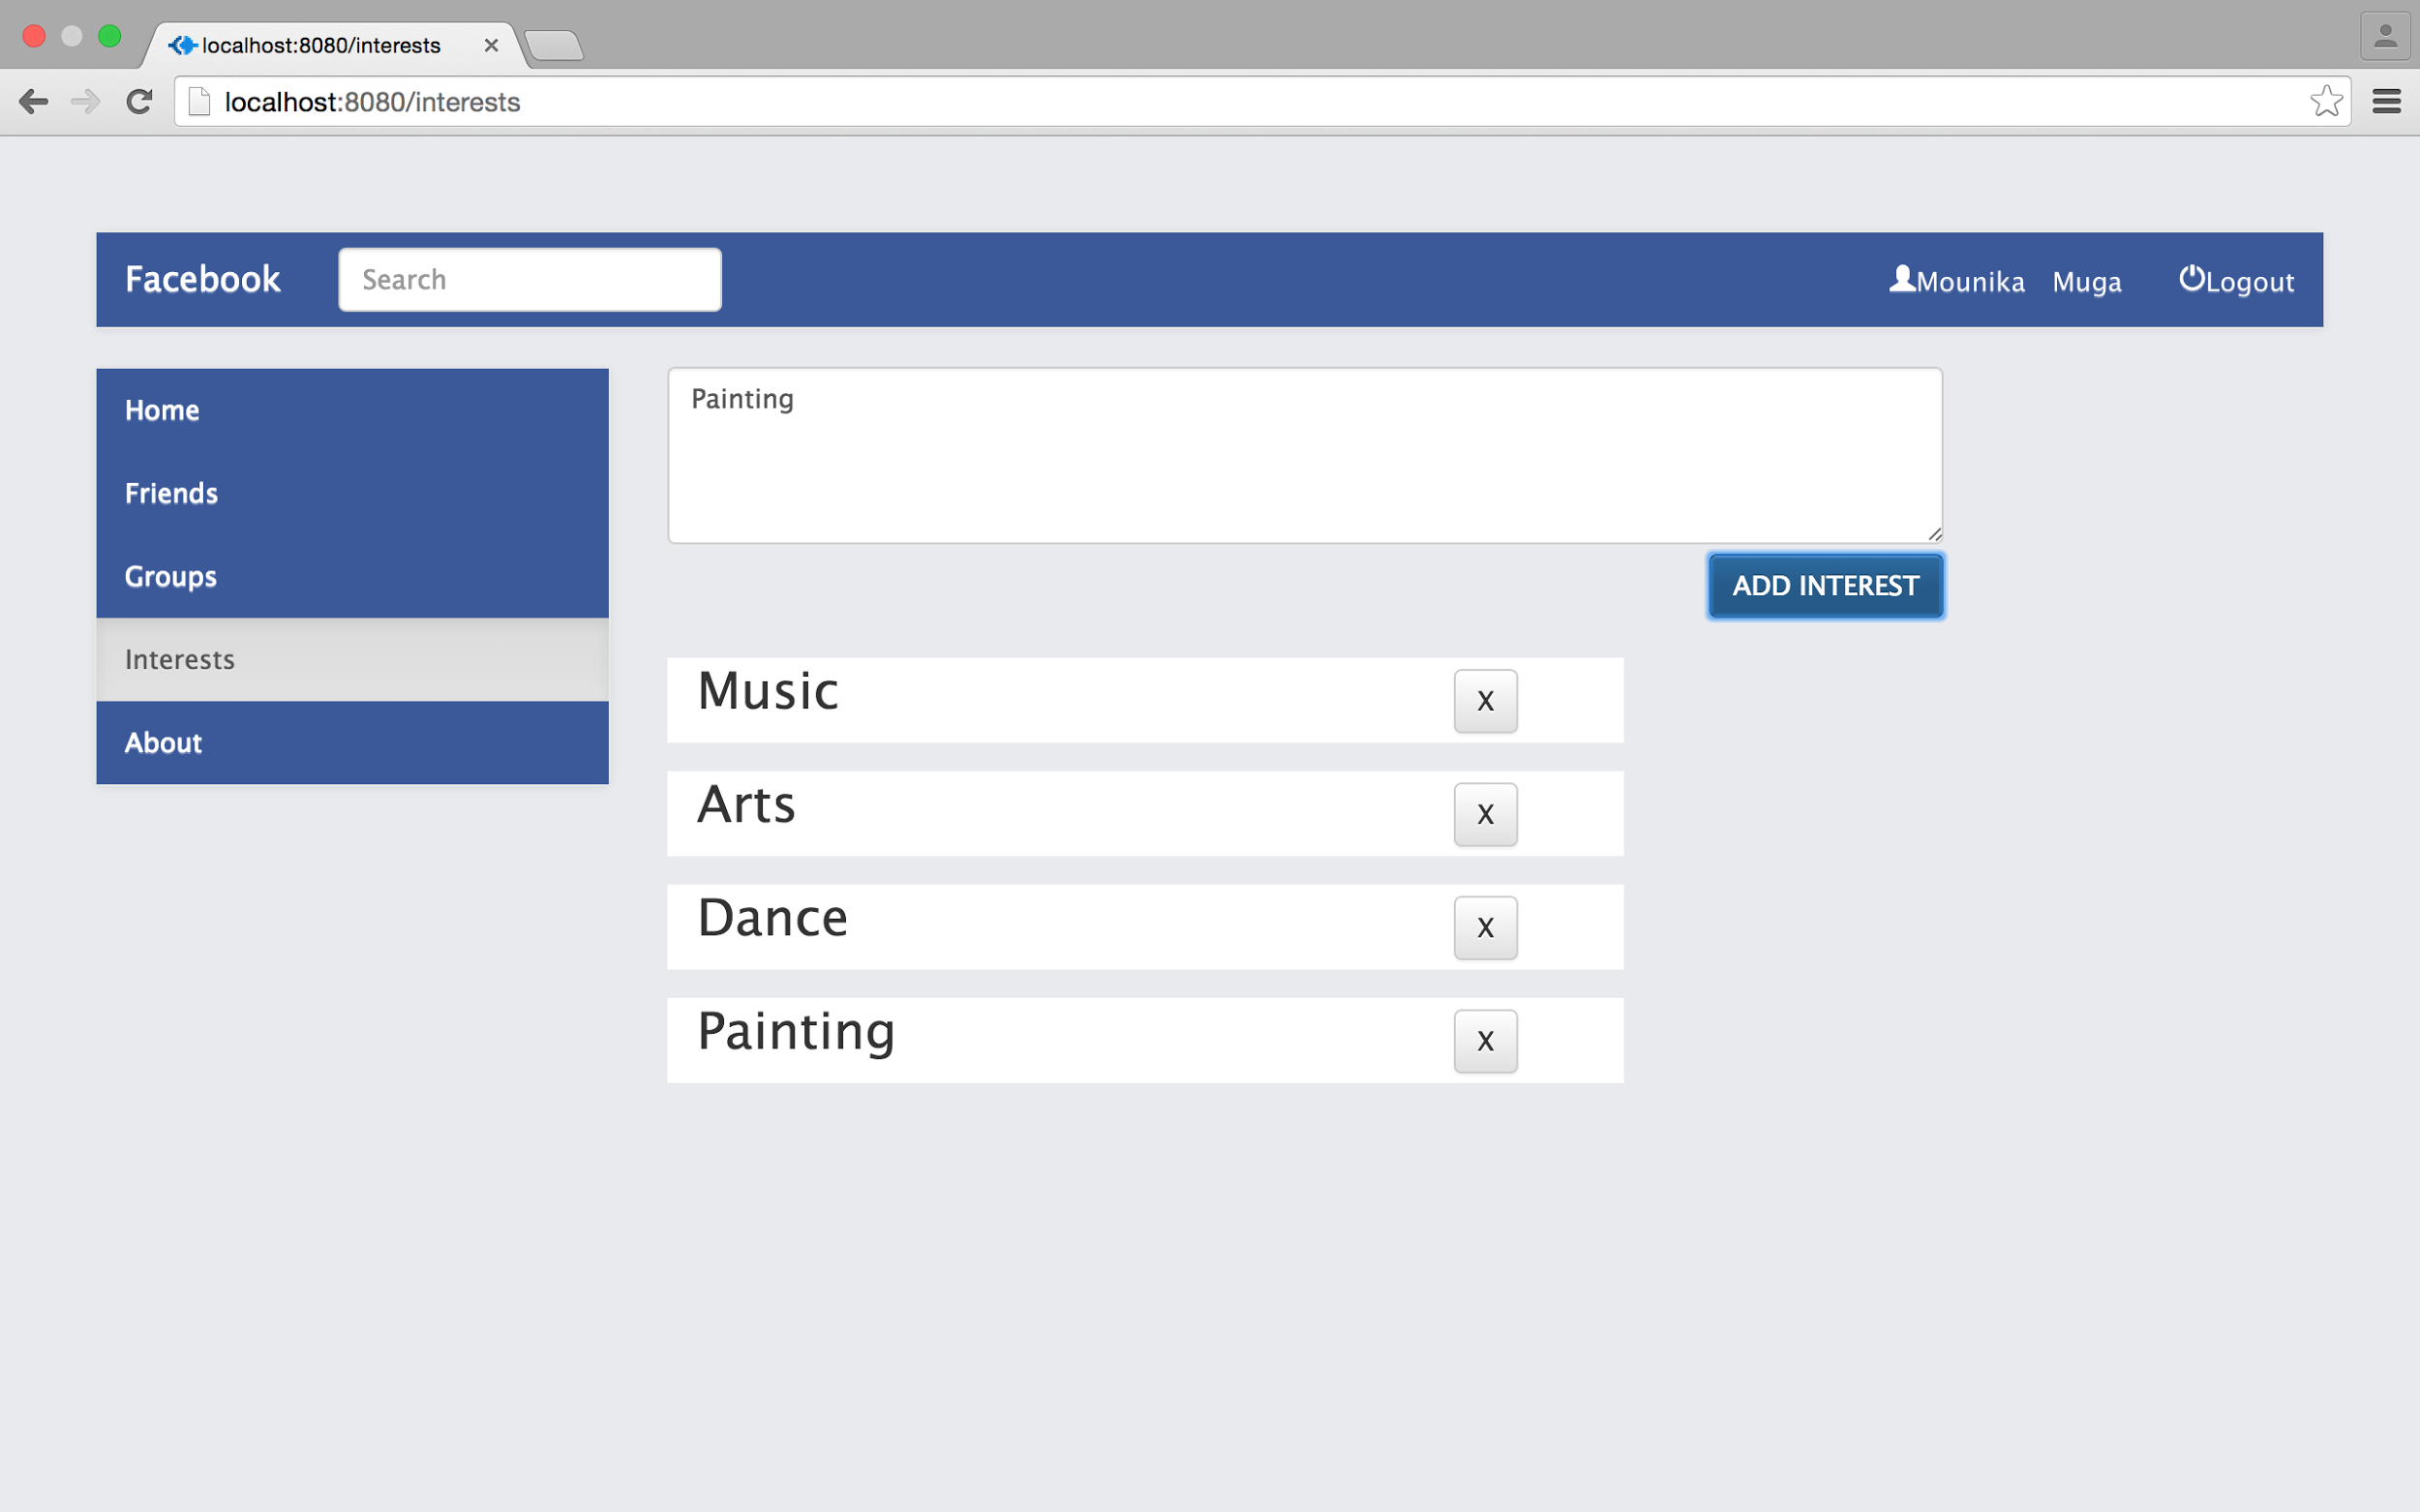 localhost:8080/interests
localhost:8080/interests
Facebook
Search
Mounika Muga
Logout
Home
Friends
Groups
Interests
About
Painting
ADD INTEREST
Music
X
Arts
X
Dance
X
Painting
X